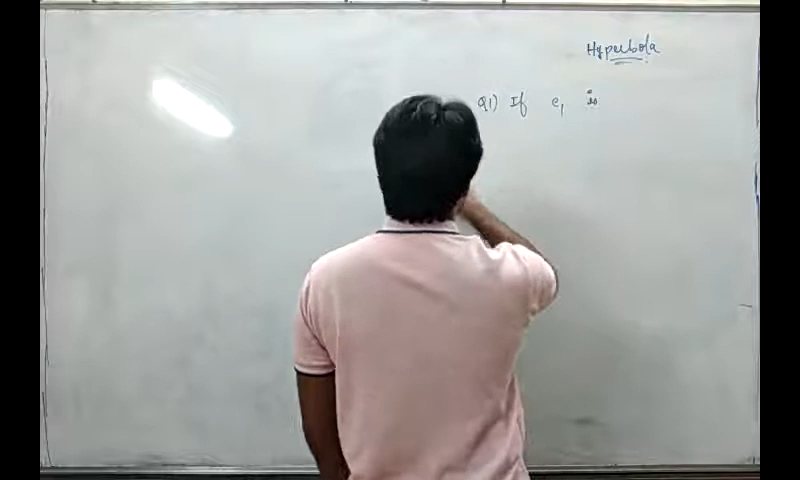 Hyperbola
Q1) If e₁ is